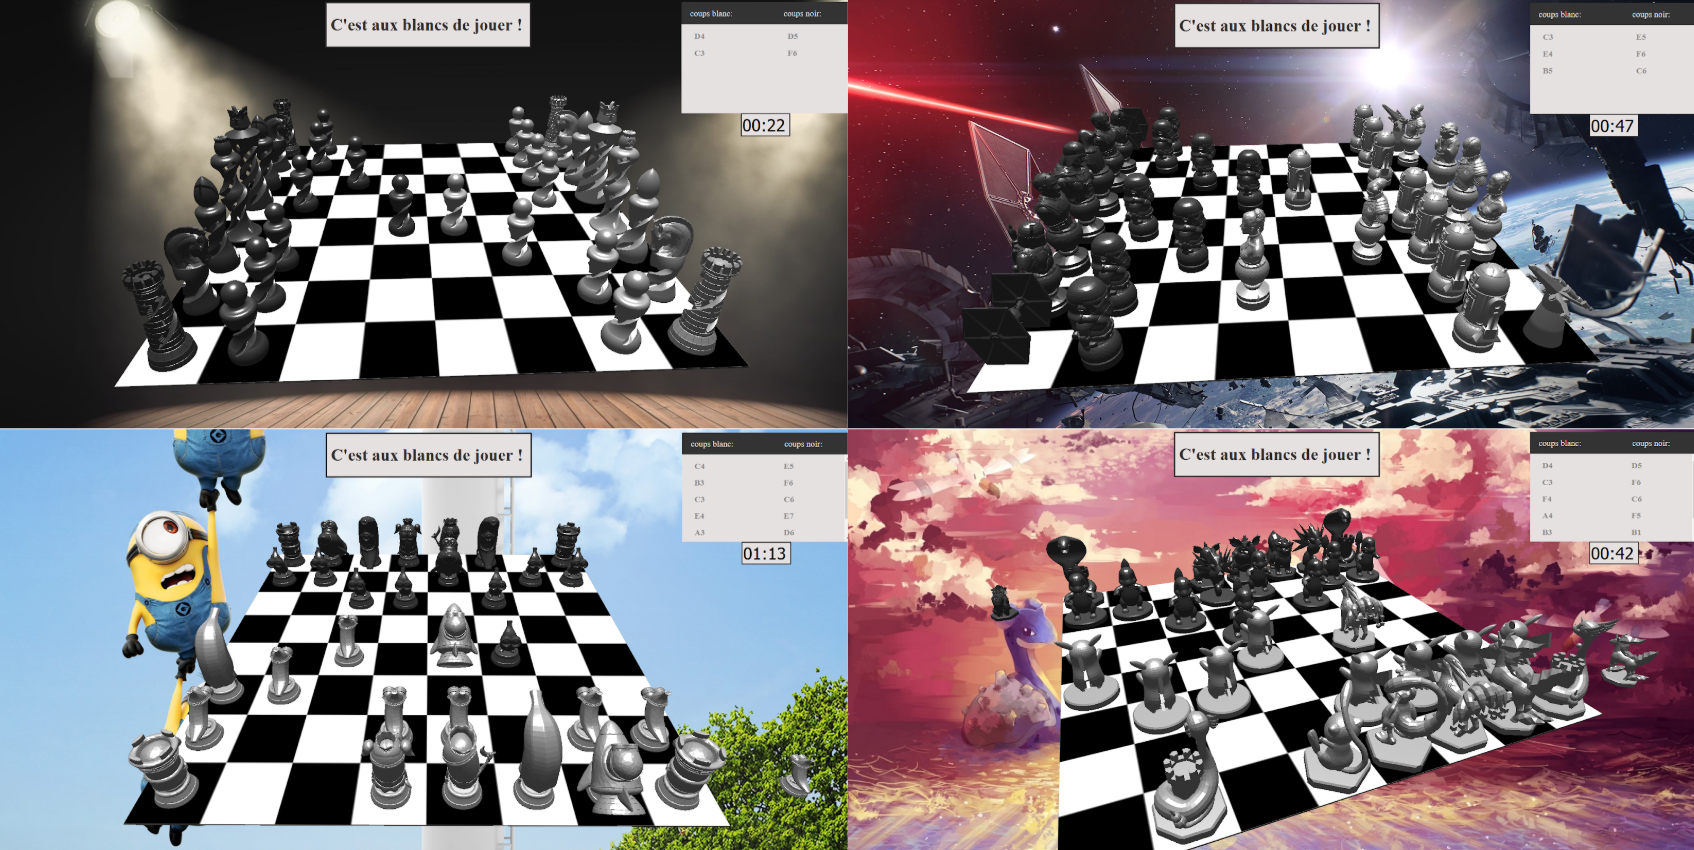 C'est aux blancs de jouer !
coups blanc: coups noir:
D4 D5
C3 F6
00:22
C'est aux blancs de jouer !
coups blanc: coups noir:
C3 E5
E4 F6
B5 C6
00:47
C'est aux blancs de jouer !
coups blanc: coups noir:
C4 E5
B3 F6
C3 C6
E4 E7
A3 D6
01:13
C'est aux blancs de jouer !
coups blanc: coups noir:
D4 D5
C3 F6
F4 C6
A4 F5
B3 B1
00:42